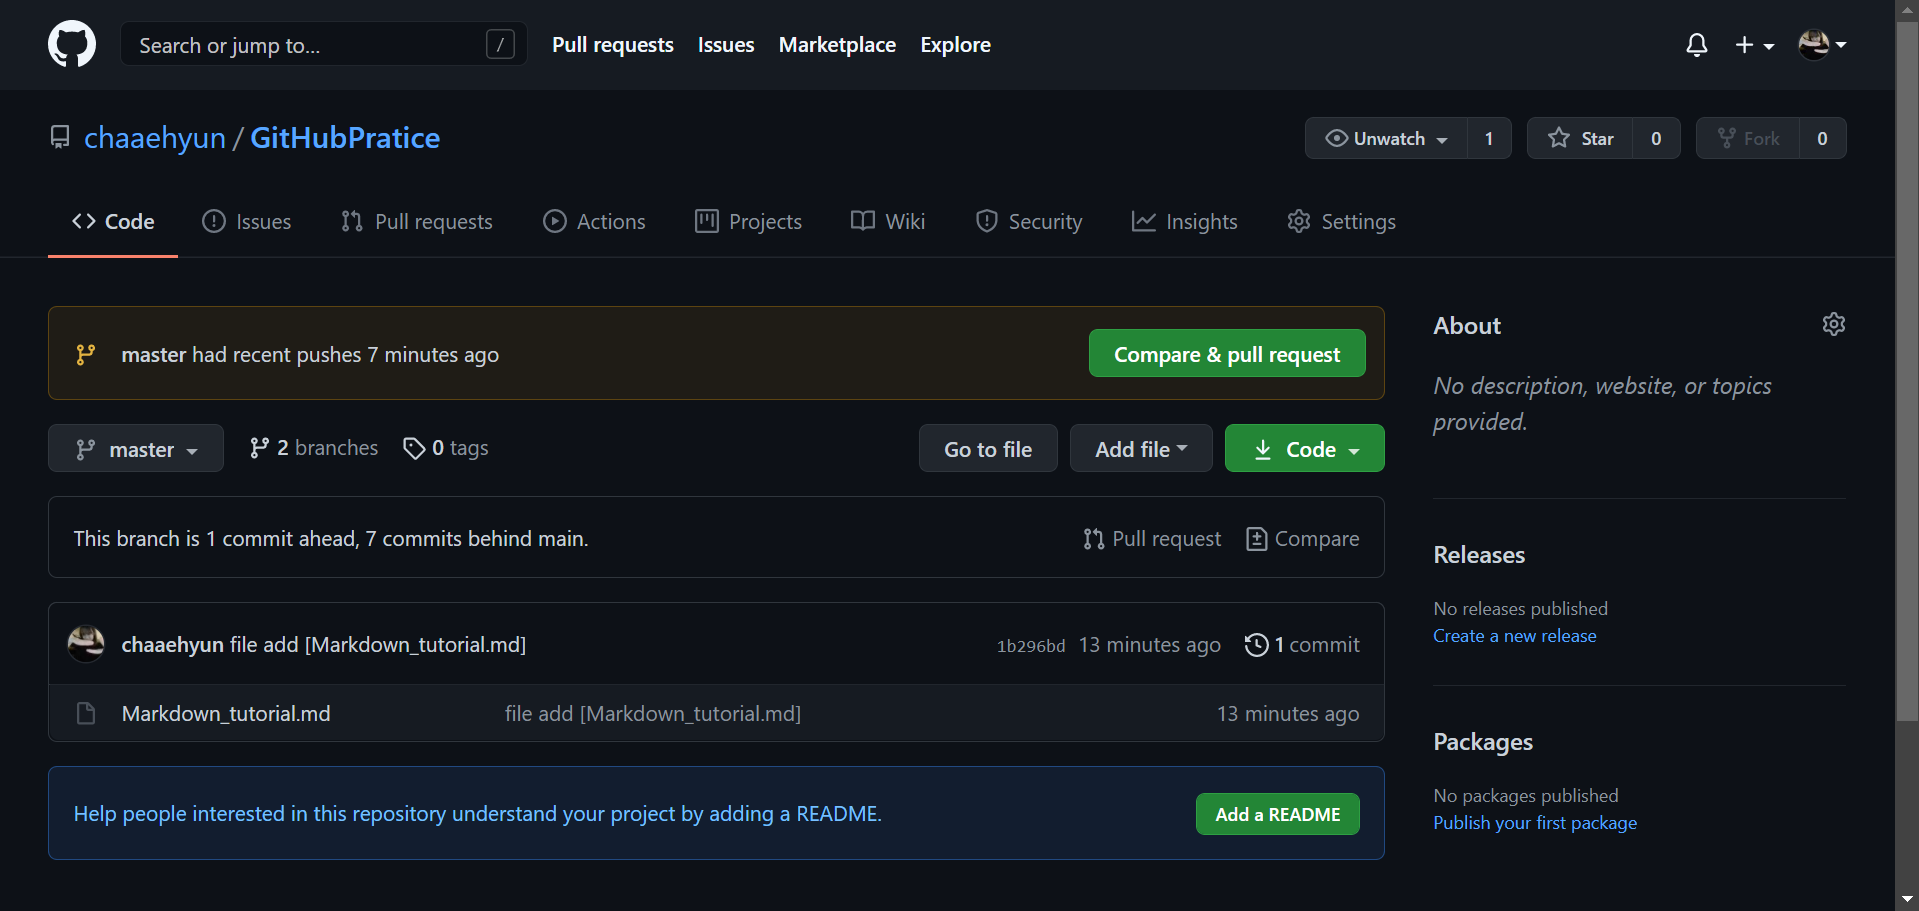 Search or jump to... /
Pull requests Issues Marketplace Explore
chaaehyun / GitHubPratice
Unwatch 1 Star 0 Fork 0
Code Issues Pull requests Actions Projects Wiki Security Insights Settings
master had recent pushes 7 minutes ago
Compare & pull request
master 2 branches 0 tags
Go to file Add file Code
This branch is 1 commit ahead, 7 commits behind main.
Pull request Compare
chaaehyun file add [Markdown_tutorial.md]
1b296bd 13 minutes ago 1 commit
Markdown_tutorial.md file add [Markdown_tutorial.md] 13 minutes ago
Help people interested in this repository understand your project by adding a README.
Add a README
About
No description, website, or topics
provided.
Releases
No releases published
Create a new release
Packages
No packages published
Publish your first package